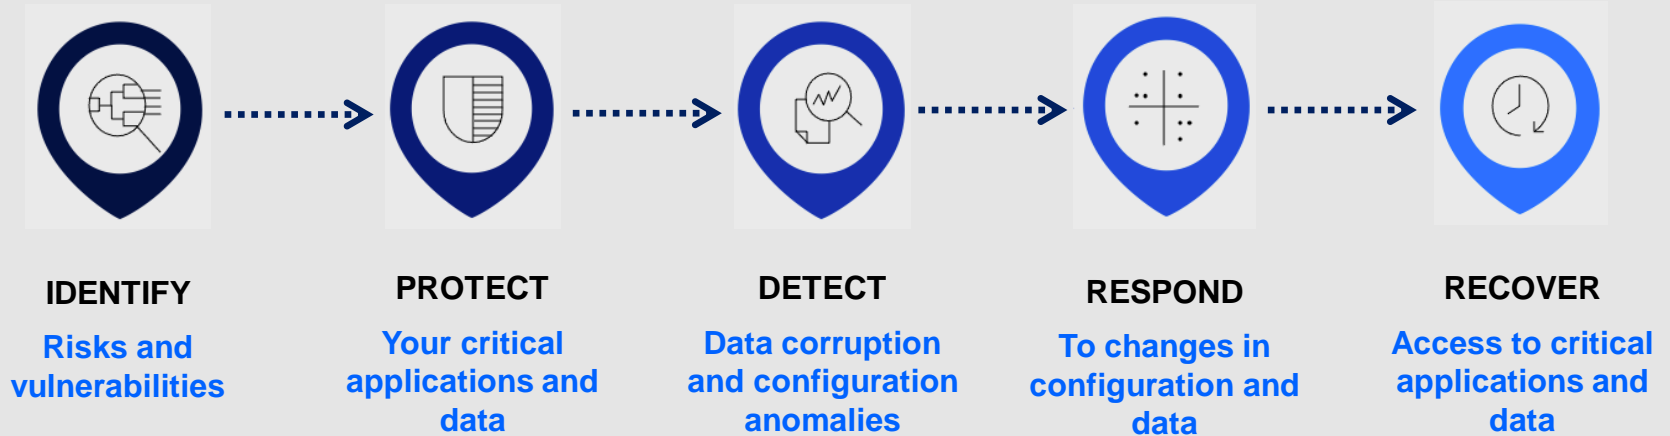 IDENTIFY
Risks and
vulnerabilities
PROTECT
Your critical
applications and
data
DETECT
Data corruption
and configuration
anomalies
RESPOND
To changes in
configuration and
data
RECOVER
Access to critical
applications and
data